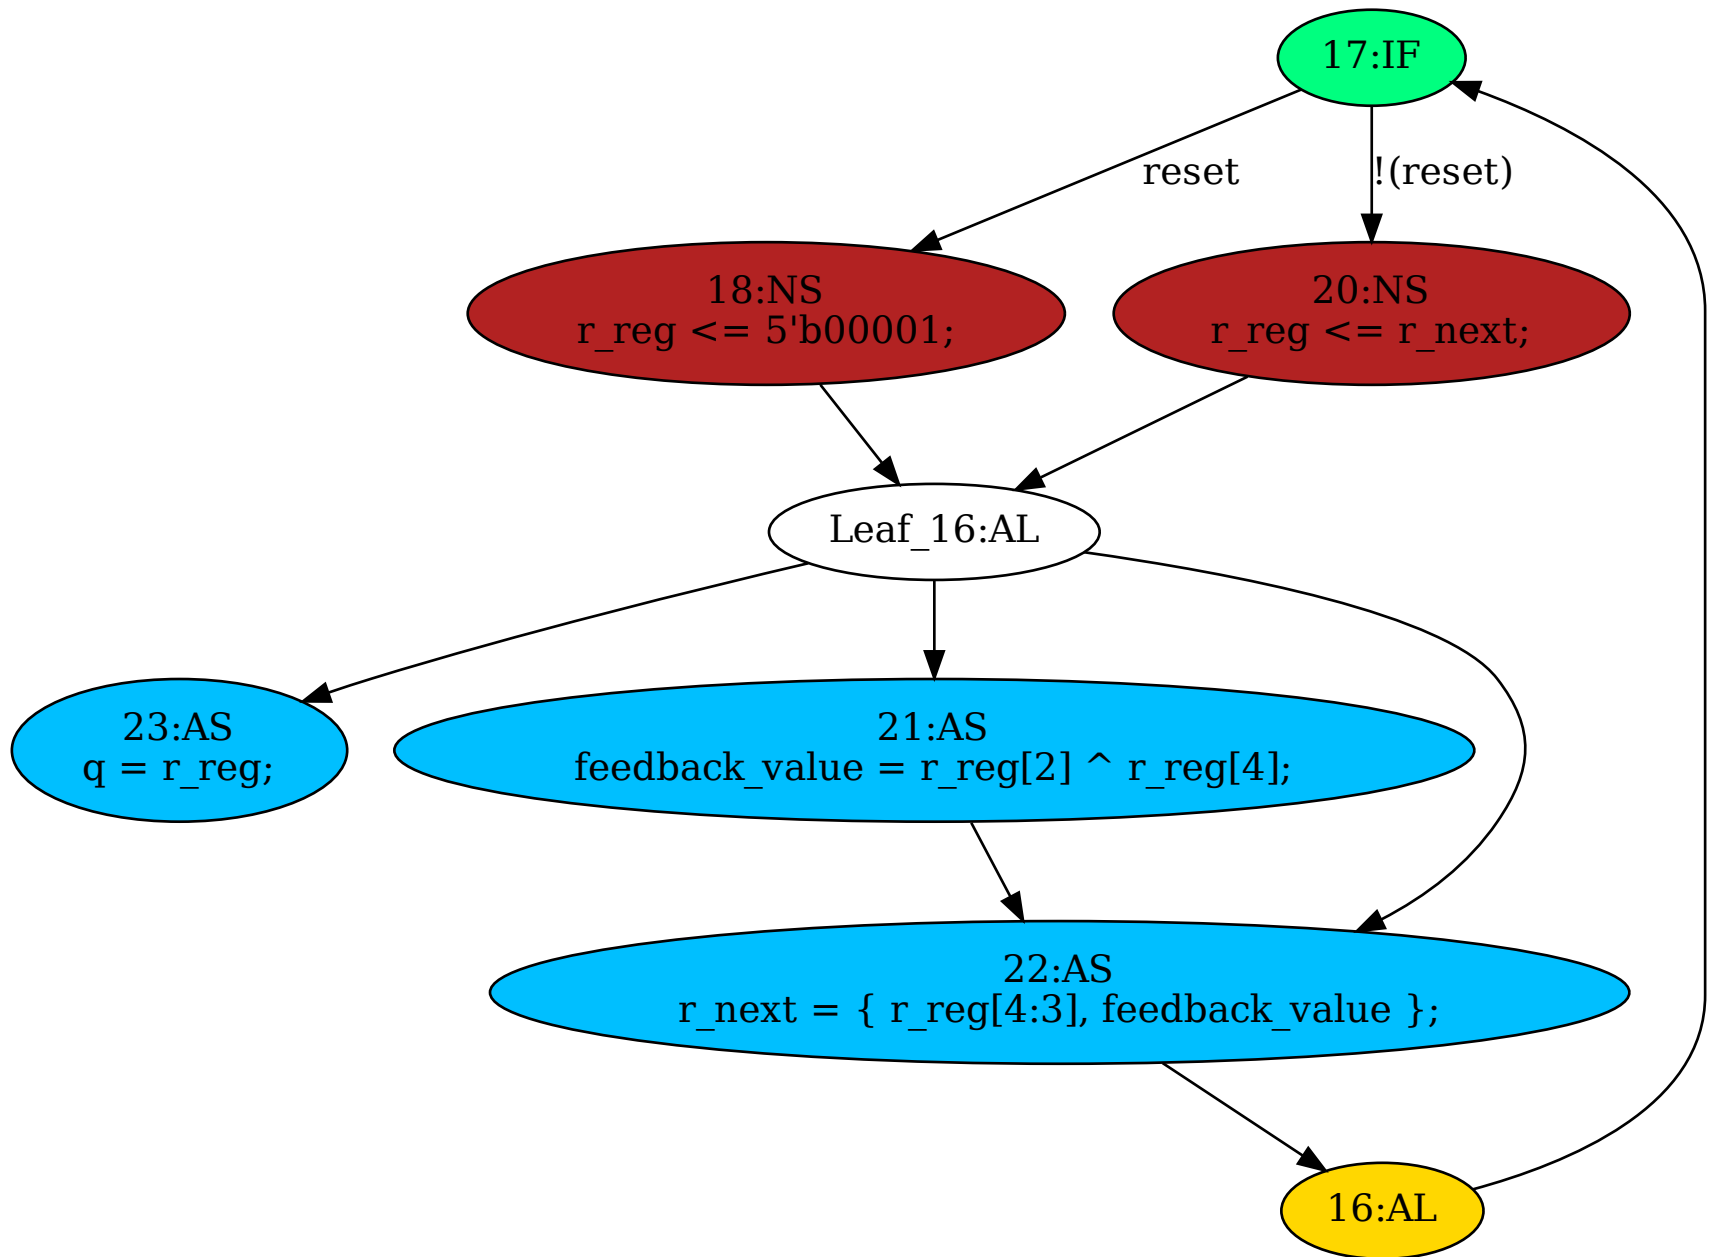 17:IF
reset
!(reset)
18:NS
r_reg <= 5'b00001;
20:NS
r_reg <= r_next;
Leaf_16:AL
23:AS
q = r_reg;
21:AS
feedback_value = r_reg[2] ^ r_reg[4];
22:AS
r_next = { r_reg[4:3], feedback_value };
16:AL